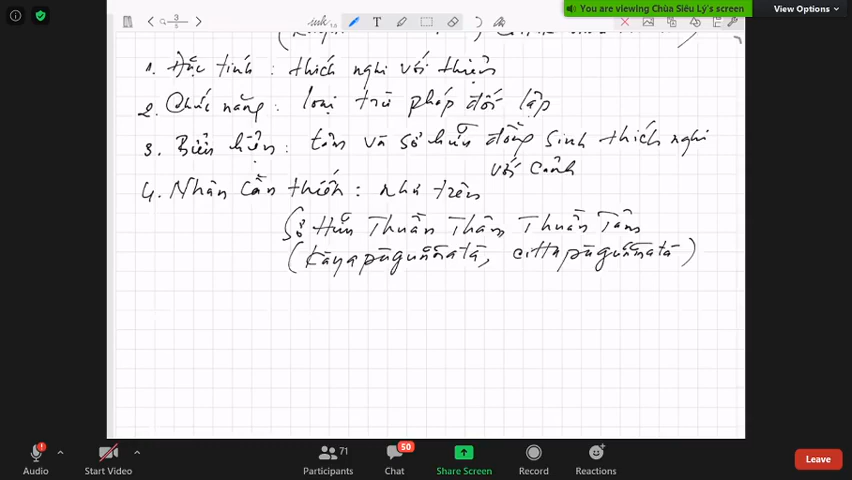 You are viewing Chùa Siêu Lý's screen
View Options
3
5
1. Đặc tính : thích nghi với thiện
2. Chức năng : loại trừ pháp đối lập
3. Biểu hiện : tâm và sở hữu đồng sinh thích nghi
với cảnh
4. Nhân cần thiết : như trên
Sở Hữu Thuần Thân Thuần Tâm
(kāyapāguññatā, cittapāguññatā)
Audio
Start Video
71
Participants
50
Chat
Share Screen
Record
Reactions
Leave